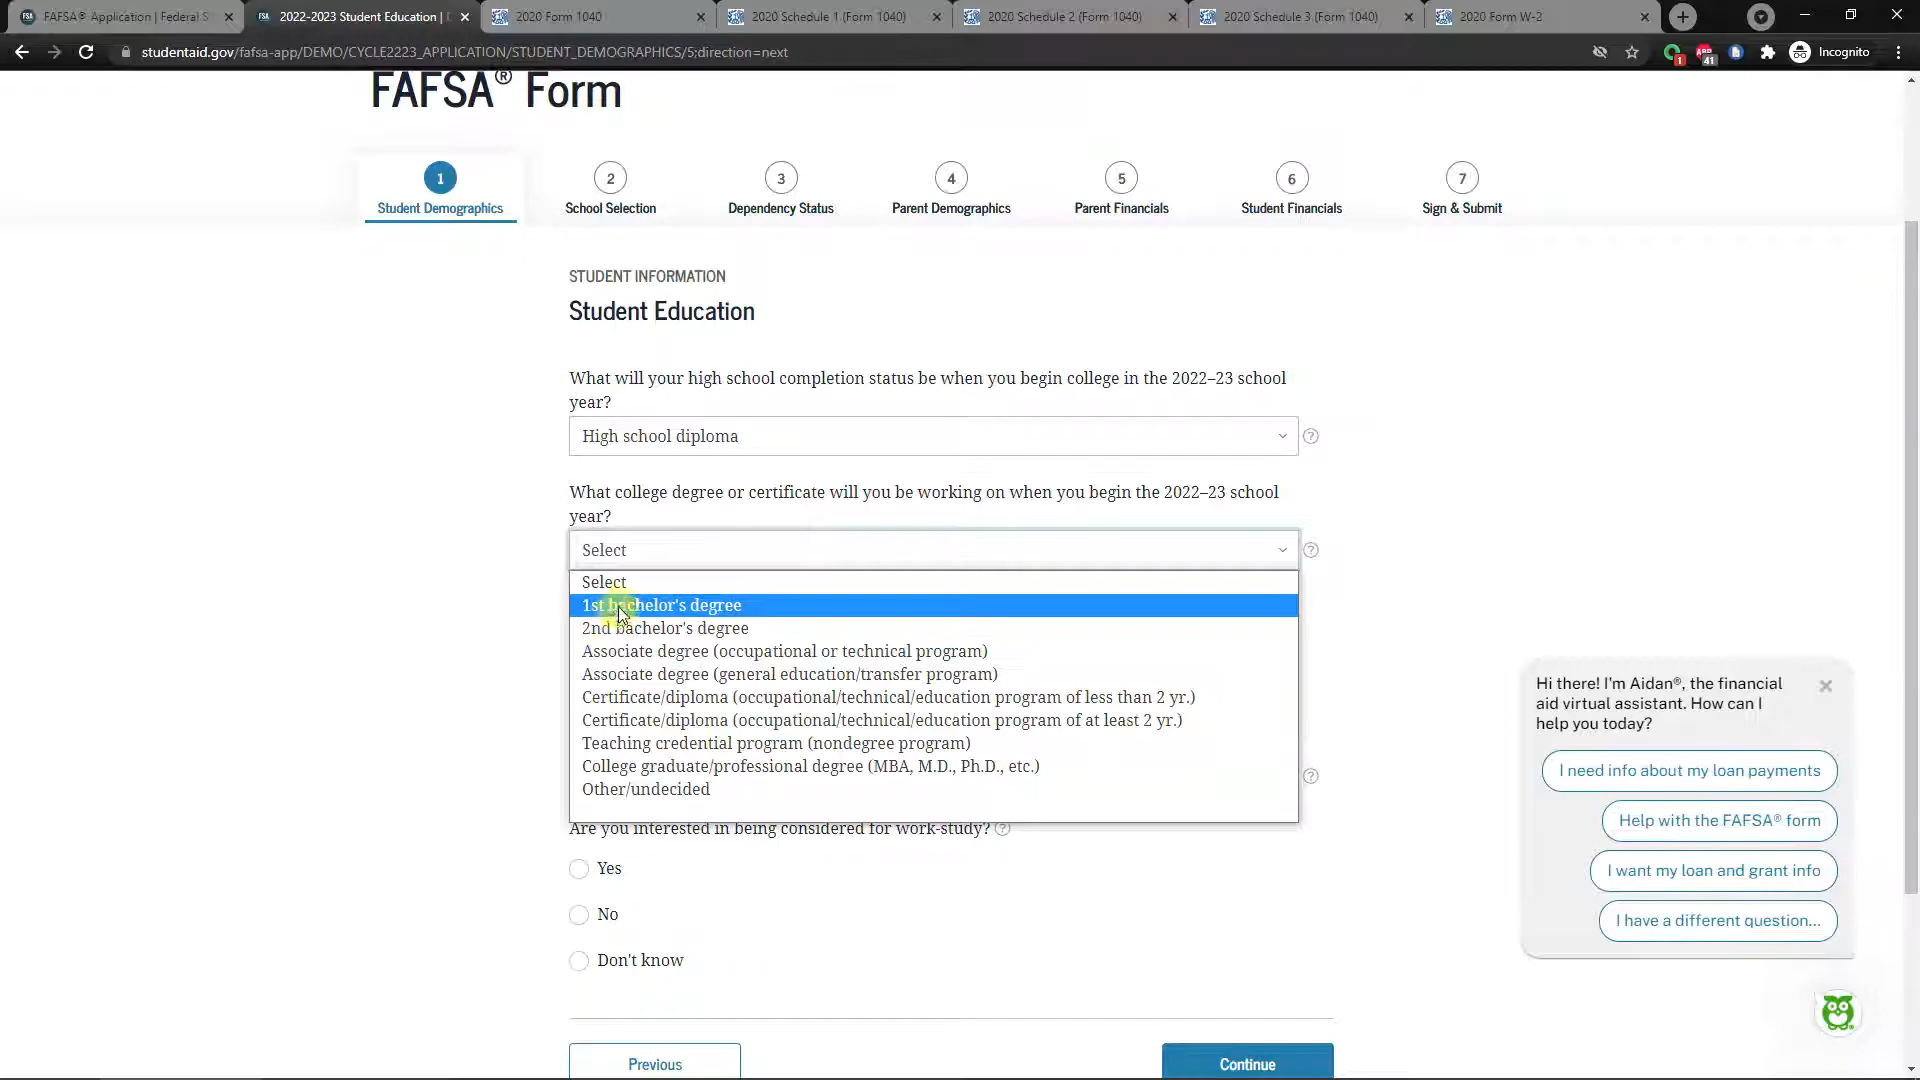 FAFSA® Application | Federal S
FSA 2022-2023 Student Education |
2020 Form 1040
2020 Schedule 1 (Form 1040)
2020 Schedule 2 (Form 1040)
2020 Schedule 3 (Form 1040)
2020 Form W-2
studentaid.gov/fafsa-app/DEMO/CYCLE2223_APPLICATION/STUDENT_DEMOGRAPHICS/5;direction=next
1
41
Incognito
FAFSA® Form
1 2 3 4 5 6 7
Student Demographics School Selection Dependency Status Parent Demographics Parent Financials Student Financials Sign & Submit
STUDENT INFORMATION
Student Education
What will your high school completion status be when you begin college in the 2022–23 school
year?
High school diploma ?
What college degree or certificate will you be working on when you begin the 2022–23 school
year?
Select ?
Select
1st bachelor's degree
2nd bachelor's degree
Associate degree (occupational or technical program)
Associate degree (general education/transfer program)
Certificate/diploma (occupational/technical/education program of less than 2 yr.)
Certificate/diploma (occupational/technical/education program of at least 2 yr.)
Teaching credential program (nondegree program)
College graduate/professional degree (MBA, M.D., Ph.D., etc.)
Other/undecided
?
Are you interested in being considered for work-study? ?
Yes
No
Don't know
Previous
Continue
Hi there! I'm Aidan®, the financial
aid virtual assistant. How can I
help you today?
I need info about my loan payments
Help with the FAFSA® form
I want my loan and grant info
I have a different question...